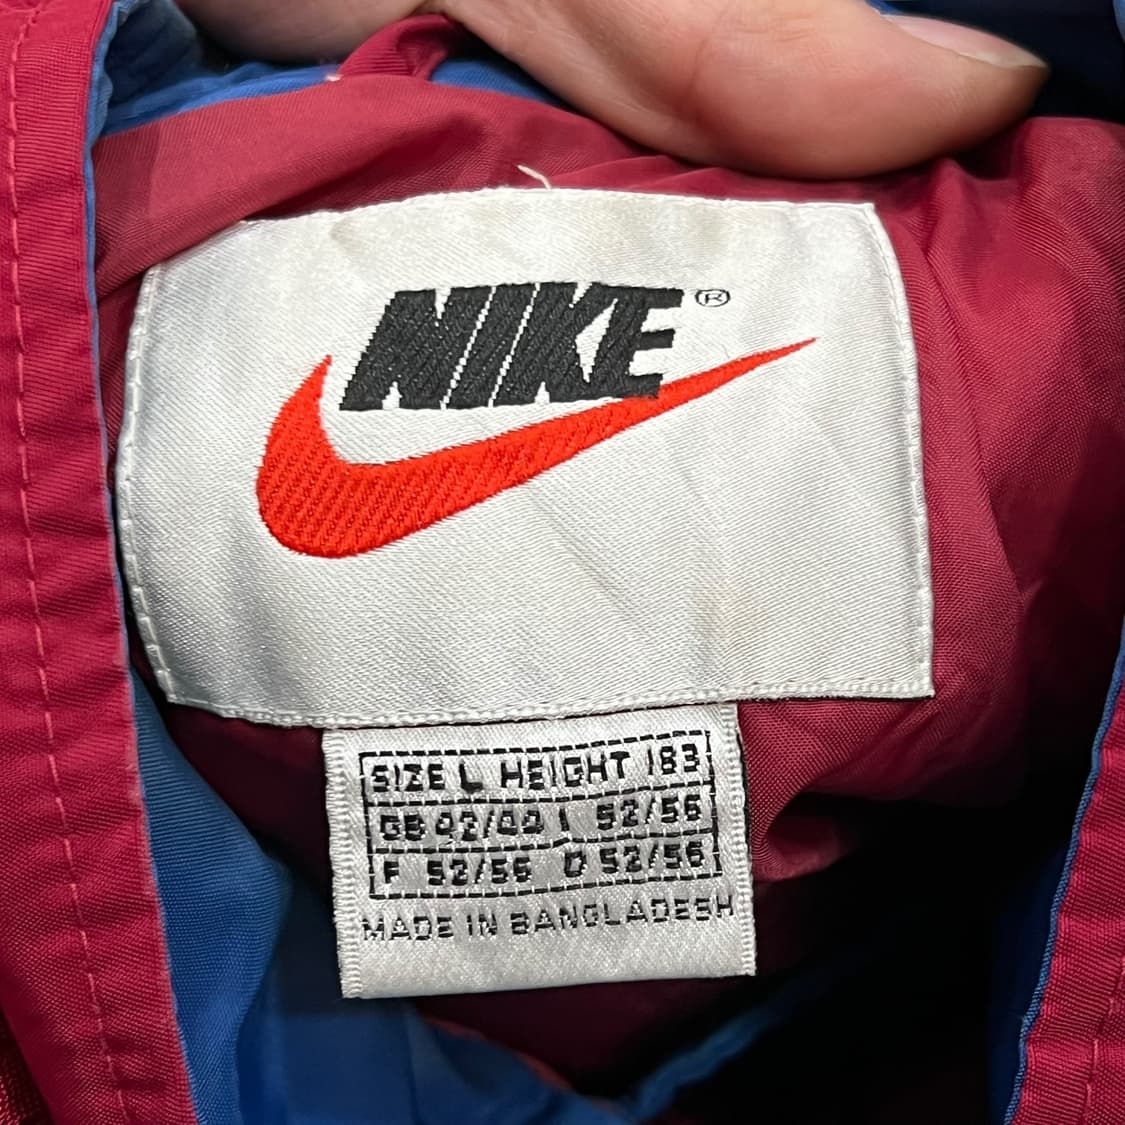 NIKE®
SIZE L HEIGHT 183
GB 42/44 I 52/56
F 52/56 D 52/56
MADE IN BANGLADESH